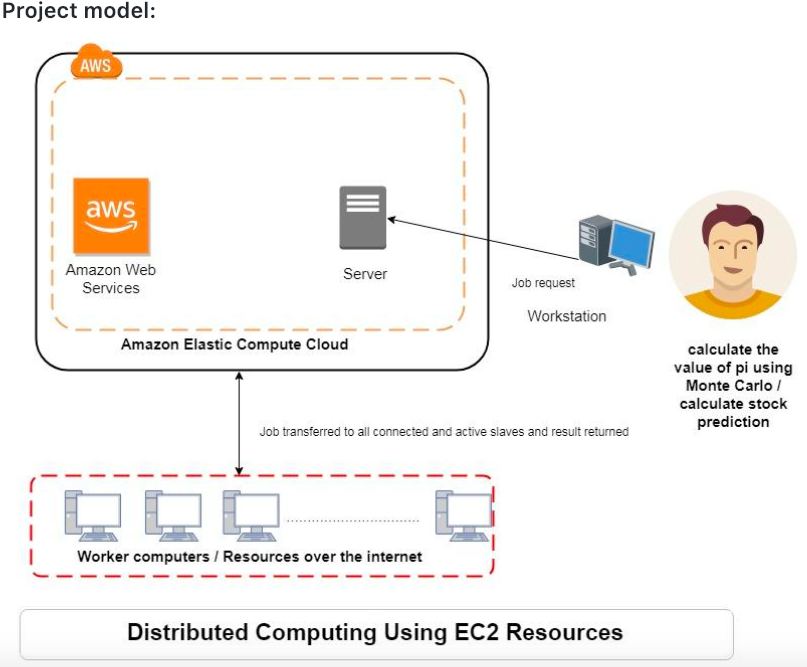 Project model:
AWS
aws
Amazon Web
Services
Server
Job request
Workstation
Amazon Elastic Compute Cloud
calculate the
value of pi using
Monte Carlo /
calculate stock
prediction
Job transferred to all connected and active slaves and result returned
Worker computers / Resources over the internet
Distributed Computing Using EC2 Resources